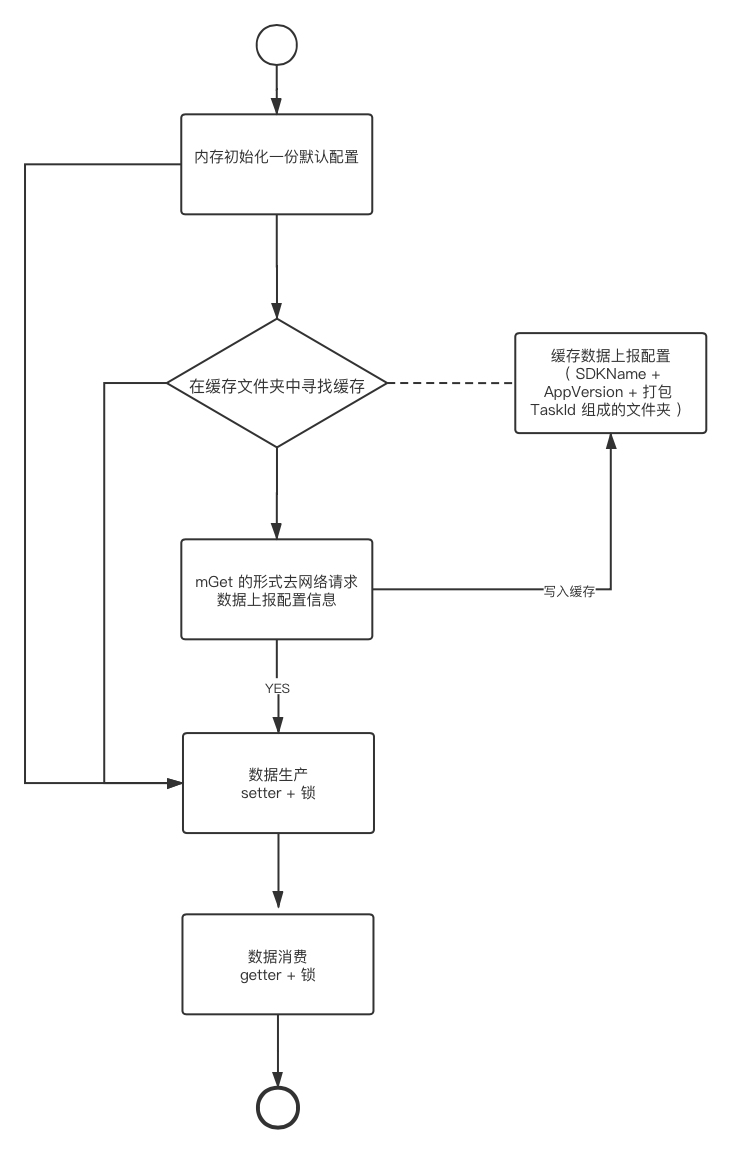 内存初始化一份默认配置
在缓存文件夹中寻找缓存
缓存数据上报配置
（ SDKName +
AppVersion + 打包
TaskId 组成的文件夹 ）
mGet 的形式去网络请求
数据上报配置信息
写入缓存
YES
数据生产
setter + 锁
数据消费
getter + 锁